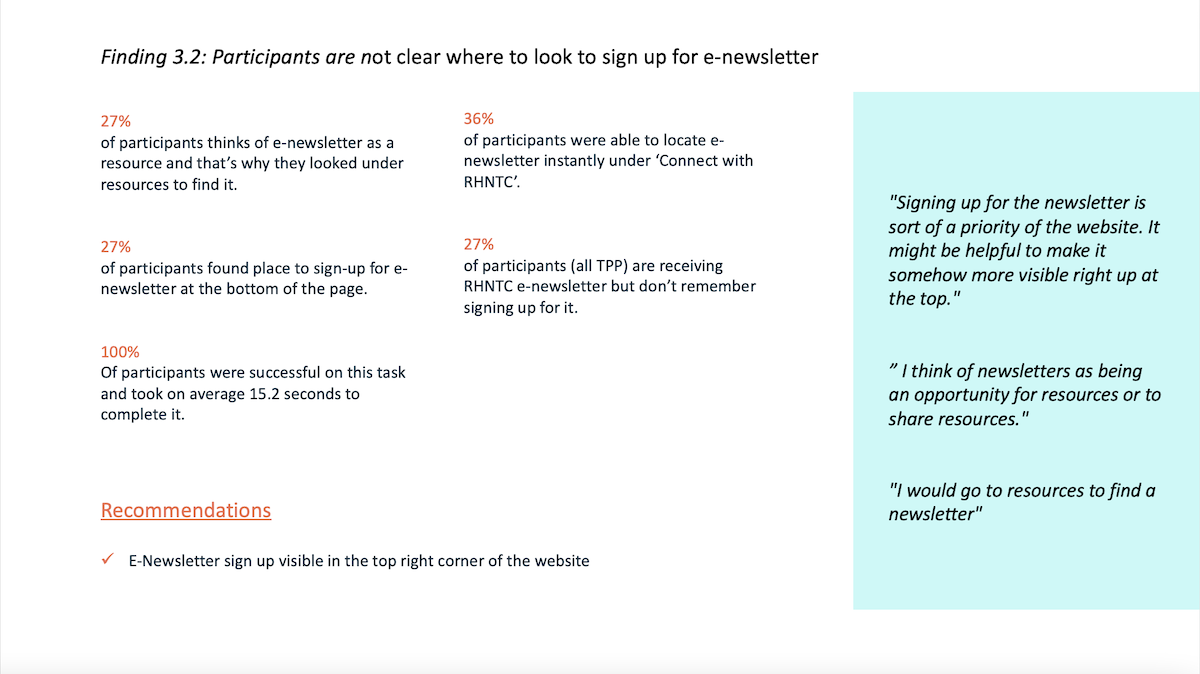 Finding 3.2: Participants are not clear where to look to sign up for e-newsletter
27%
of participants thinks of e-newsletter as a
resource and that’s why they looked under
resources to find it.
36%
of participants were able to locate e-
newsletter instantly under ‘Connect with
RHNTC’.
27%
of participants found place to sign-up for e-
newsletter at the bottom of the page.
27%
of participants (all TPP) are receiving
RHNTC e-newsletter but don’t remember
signing up for it.
100%
Of participants were successful on this task
and took on average 15.2 seconds to
complete it.
Recommendations
✓ E-Newsletter sign up visible in the top right corner of the website
"Signing up for the newsletter is
sort of a priority of the website. It
might be helpful to make it
somehow more visible right up at
the top."
” I think of newsletters as being
an opportunity for resources or to
share resources."
"I would go to resources to find a
newsletter"